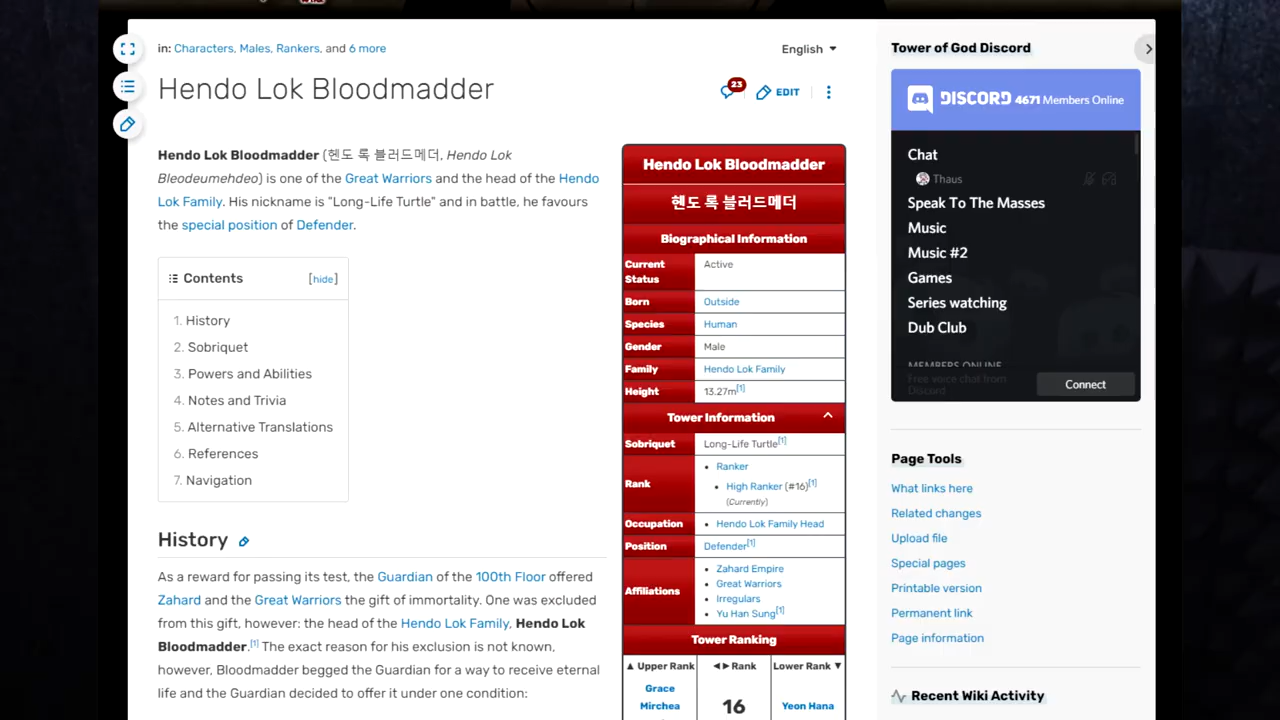 in: Characters, Males, Rankers, and 6 more
English
Hendo Lok Bloodmadder
23
EDIT
Hendo Lok Bloodmadder (헨도 록 블러드메더, Hendo Lok
Bleodeumehdeo) is one of the Great Warriors and the head of the Hendo
Lok Family. His nickname is "Long-Life Turtle" and in battle, he favours
the special position of Defender.
Contents [hide]
1. History
2. Sobriquet
3. Powers and Abilities
4. Notes and Trivia
5. Alternative Translations
6. References
7. Navigation
History
As a reward for passing its test, the Guardian of the 100th Floor offered
Zahard and the Great Warriors the gift of immortality. One was excluded
from this gift, however: the head of the Hendo Lok Family, Hendo Lok
Bloodmadder.[1] The exact reason for his exclusion is not known,
however, Bloodmadder begged the Guardian for a way to receive eternal
life and the Guardian decided to offer it under one condition:
Hendo Lok Bloodmadder
헨도 록 블러드메더
Biographical Information
Current Status Active
Born Outside
Species Human
Gender Male
Family Hendo Lok Family
Height 13.27m[1]
Tower Information
Sobriquet Long-Life Turtle[1]
Rank
Ranker
High Ranker (#16)[1]
(Currently)
Occupation Hendo Lok Family Head
Position Defender[1]
Affiliations
Zahard Empire
Great Warriors
Irregulars
Yu Han Sung[1]
Tower Ranking
▲ Upper Rank ◄►Rank Lower Rank ▼
Grace
Mirchea
16
Yeon Hana
Tower of God Discord
DISCORD 4671 Members Online
Chat
Thaus
Speak To The Masses
Music
Music #2
Games
Series watching
Dub Club
MEMBERS ONLINE
Free voice chat from
Discord
Connect
Page Tools
What links here
Related changes
Upload file
Special pages
Printable version
Permanent link
Page information
Recent Wiki Activity